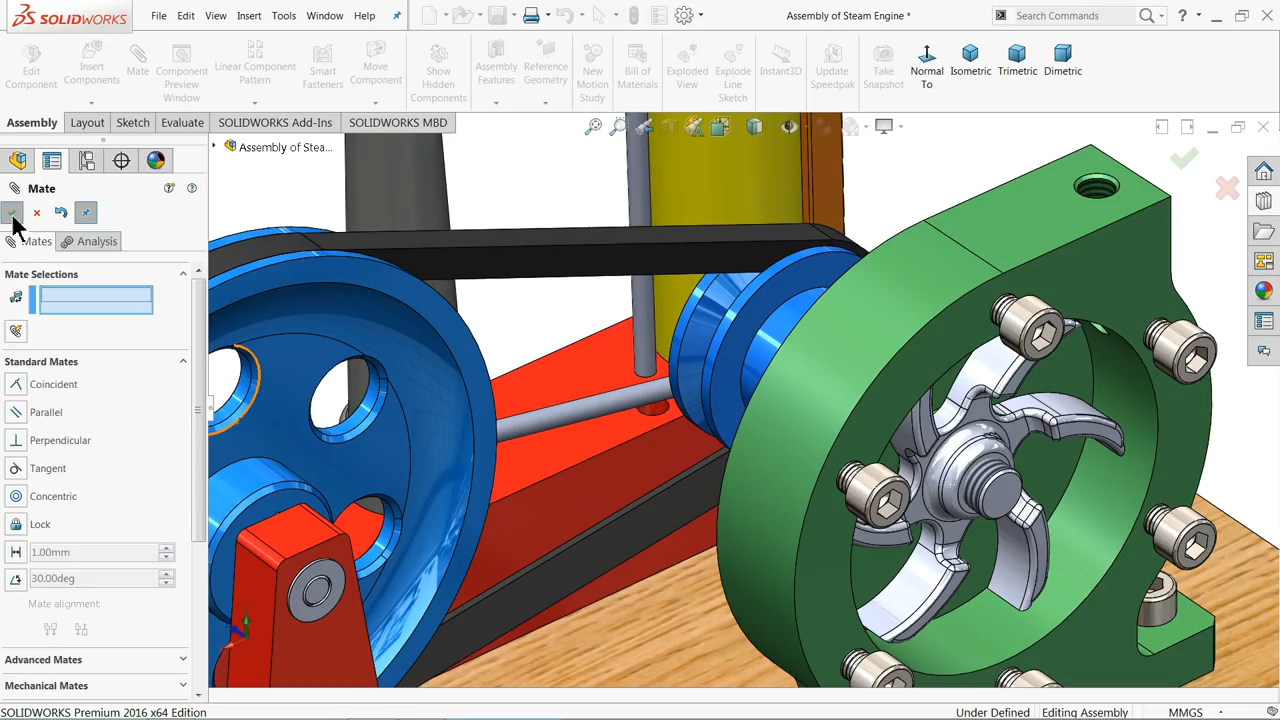 SOLIDWORKS
File Edit View Insert Tools Window Help
Assembly of Steam Engine *
Search Commands
Edit Component
Insert Components
Mate
Component Preview Window
Linear Component Pattern
Smart Fasteners
Move Component
Show Hidden Components
Assembly Features
Reference Geometry
New Motion Study
Bill of Materials
Exploded View
Explode Line Sketch
Instant3D
Update Speedpak
Take Snapshot
Normal To
Isometric
Trimetric
Dimetric
Assembly Layout Sketch Evaluate SOLIDWORKS Add-Ins SOLIDWORKS MBD
Assembly of Stea...
Mate
Mates
Analysis
Mate Selections
Standard Mates
Coincident
Parallel
Perpendicular
Tangent
Concentric
Lock
1.00mm
30.00deg
Mate alignment:
Advanced Mates
Mechanical Mates
SOLIDWORKS Premium 2016 x64 Edition
Under Defined
Editing Assembly
MMGS